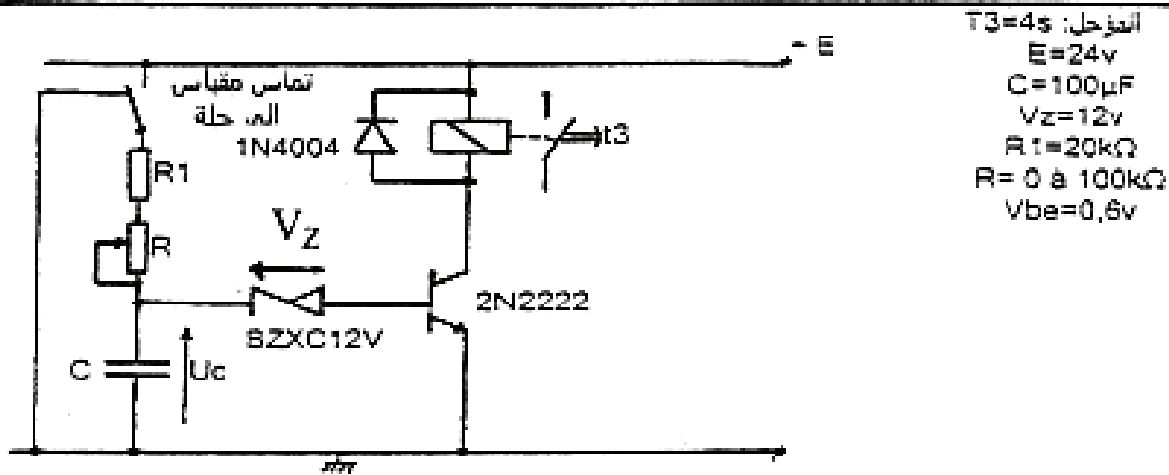 المؤجل: T3=4s
E=24v
C=100µF
Vz=12v
R1=20kΩ
R= 0 à 100kΩ
Vbe=0,6v
- E
تماس مقياس
الى حلة
1N4004
t3
R1
R
VZ
BZXC12V
2N2222
C
Uc